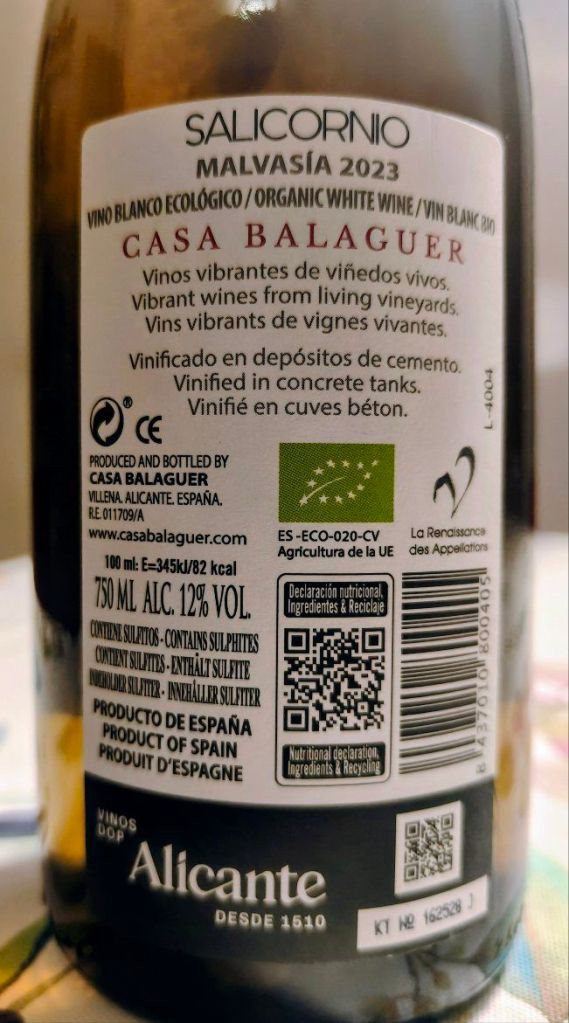 SALICORNIO
MALVASÍA 2023
VINO BLANCO ECOLÓGICO / ORGANIC WHITE WINE / VIN BLANC BIO
CASA BALAGUER
Vinos vibrantes de viñedos vivos.
Vibrant wines from living vineyards.
Vins vibrants de vignes vivantes.
Vinificado en depósitos de cemento.
Vinified in concrete tanks.
Vinifié en cuves béton.
L-4004
® CE
PRODUCED AND BOTTLED BY
CASA BALAGUER
VILLENA. ALICANTE. ESPAÑA.
R.E. 011709/A
www.casabalaguer.com
ES-ECO-020-CV
Agricultura de la UE
La Renaissance
des Appellations
100 ml: E=345kJ/82 kcal
750 ML ALC. 12% VOL.
CONTIENE SULFITOS - CONTAINS SULPHITES
CONTIENT SULFITES - ENTHÄLT SULFITE
INDEHOLDER SULFITER - INNEHÅLLER SULFITER
PRODUCTO DE ESPAÑA
PRODUCT OF SPAIN
PRODUIT D'ESPAGNE
Declaración nutricional,
Ingredientes & Reciclaje
Nutritional declaration,
Ingredients & Recycling
8 437010 800405
VINOS
DOP
Alicante
DESDE 1510
KT Nº 162528 J